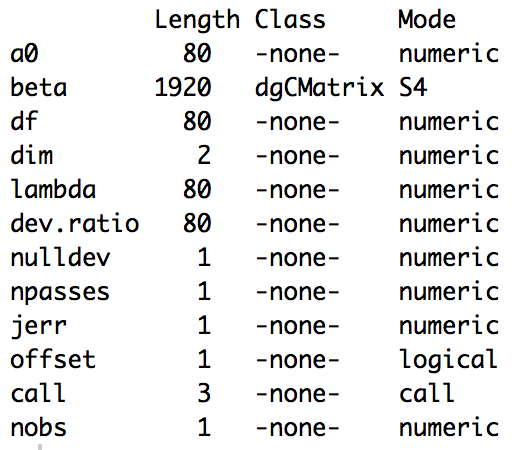 Length Class     Mode
a0          80   -none-    numeric
beta      1920   dgCMatrix S4
df          80   -none-    numeric
dim          2   -none-    numeric
lambda      80   -none-    numeric
dev.ratio   80   -none-    numeric
nulldev      1   -none-    numeric
npasses      1   -none-    numeric
jerr         1   -none-    numeric
offset       1   -none-    logical
call         3   -none-    call
nobs         1   -none-    numeric